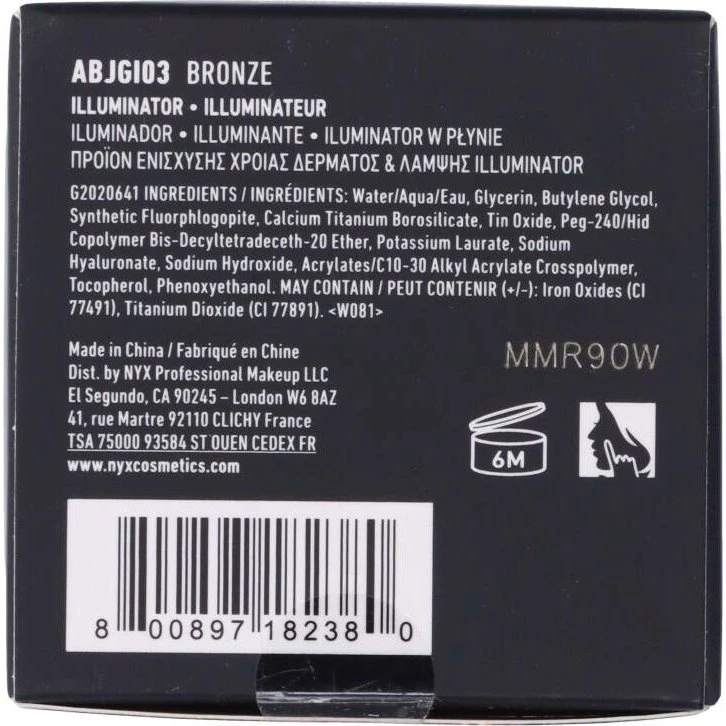 ABJGI03 BRONZE
ILLUMINATOR • ILLUMINATEUR
ILUMINADOR • ILLUMINANTE • ILUMINATOR W PŁYNIE
ΠΡΟΪΟΝ ΕΝΙΣΧΥΣΗΣ ΧΡΟΙΑΣ ΔΕΡΜΑΤΟΣ & ΛΑΜΨΗΣ ILLUMINATOR
G2020641 INGREDIENTS / INGRÉDIENTS: Water/Aqua/Eau, Glycerin, Butylene Glycol,
Synthetic Fluorphlogopite, Calcium Titanium Borosilicate, Tin Oxide, Peg-240/Hid
Copolymer Bis-Decyltetradeceth-20 Ether, Potassium Laurate, Sodium
Hyaluronate, Sodium Hydroxide, Acrylates/C10-30 Alkyl Acrylate Crosspolymer,
Tocopherol, Phenoxyethanol. MAY CONTAIN / PEUT CONTENIR (+/-): Iron Oxides (CI
77491), Titanium Dioxide (CI 77891). <W081>
Made in China / Fabriqué en Chine
Dist. by NYX Professional Makeup LLC
El Segundo, CA 90245 – London W6 8AZ
41, rue Martre 92110 CLICHY France
TSA 75000 93584 ST OUEN CEDEX FR
www.nyxcosmetics.com
MMR90W
6M
8 00897 18238 0